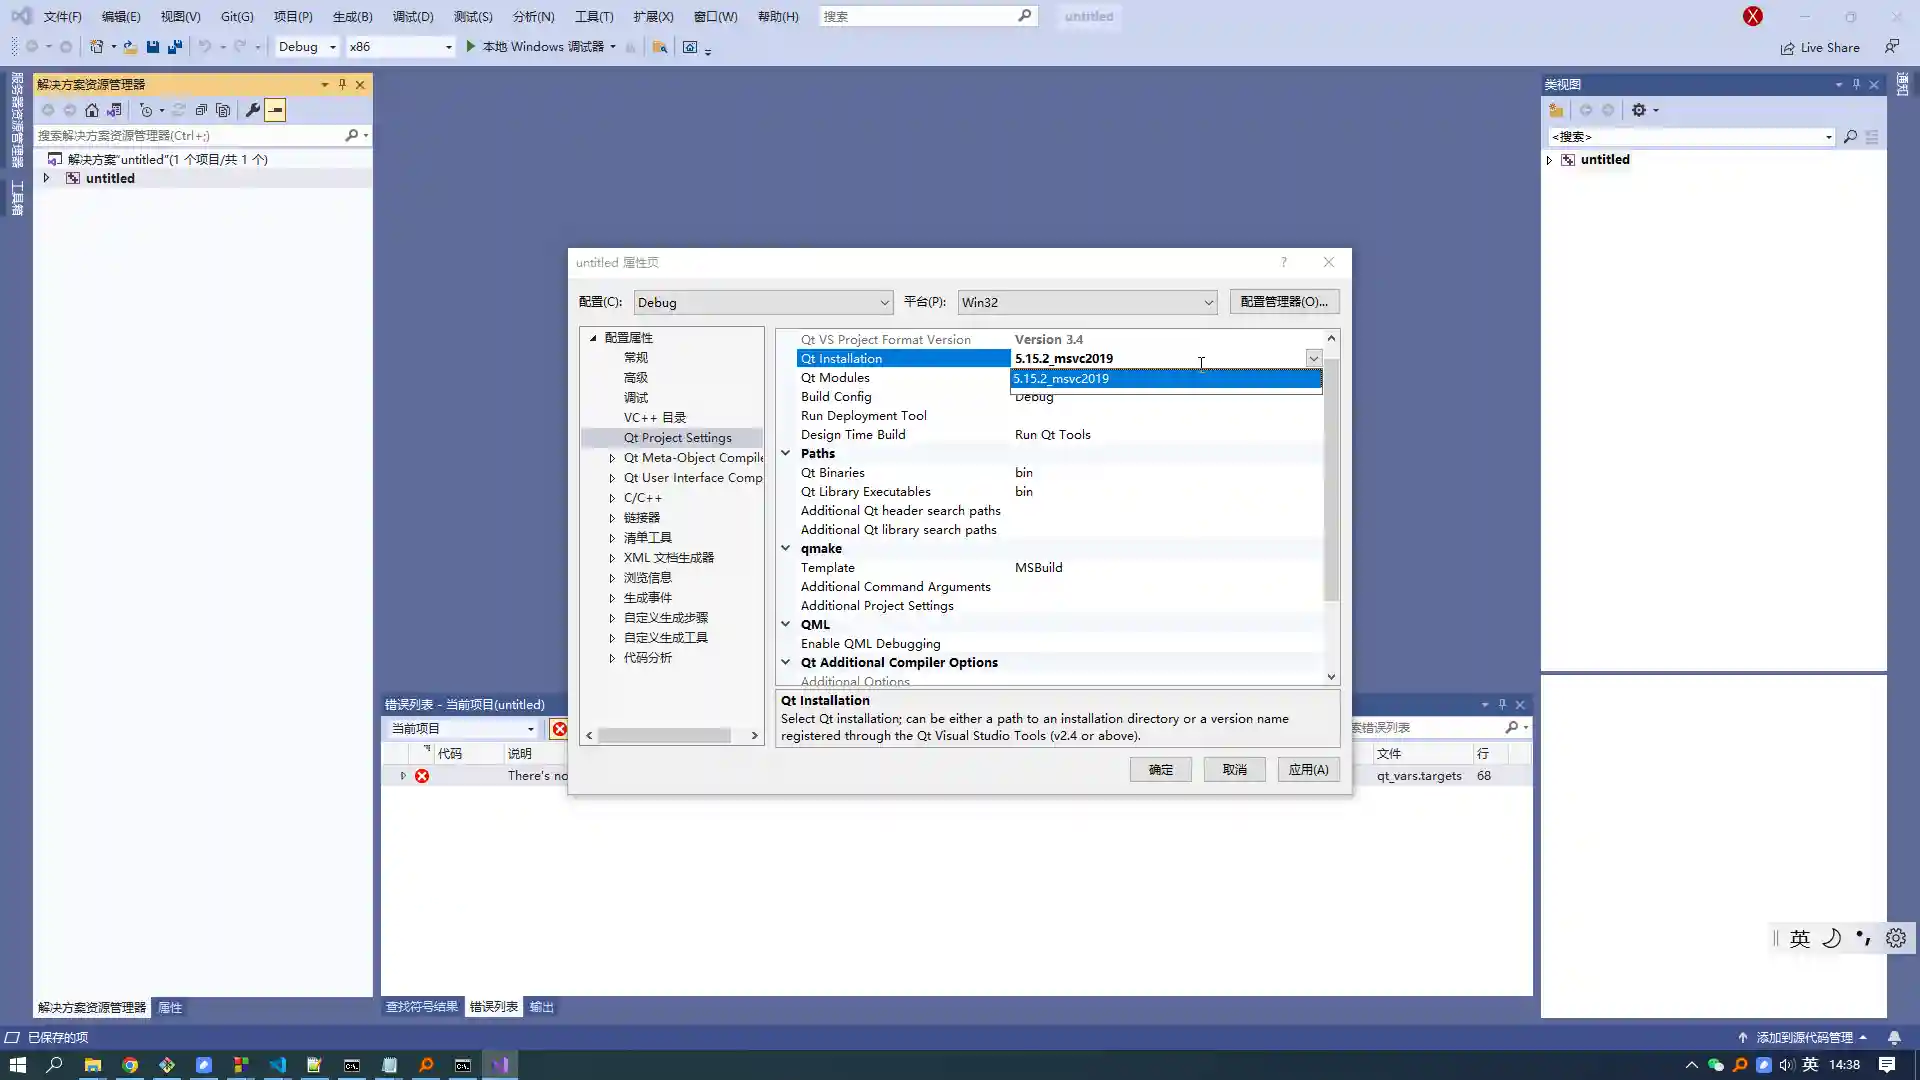 文件(F) 编辑(E) 视图(V) Git(G) 项目(P) 生成(B) 调试(D) 测试(S) 分析(N) 工具(T) 扩展(X) 窗口(W) 帮助(H) 搜索 untitled
Debug x86 本地 Windows 调试器 Live Share
服务器资源管理器
工具箱
解决方案资源管理器
搜索解决方案资源管理器(Ctrl+;)
解决方案"untitled"(1 个项目/共 1 个)
untitled
类视图
<搜索>
untitled
通知
untitled 属性页
配置(C): Debug 平台(P): Win32 配置管理器(O)...
配置属性
常规
高级
调试
VC++ 目录
Qt Project Settings
Qt Meta-Object Compile
Qt User Interface Comp
C/C++
链接器
清单工具
XML 文档生成器
浏览信息
生成事件
自定义生成步骤
自定义生成工具
代码分析
Qt VS Project Format Version Version 3.4
Qt Installation 5.15.2_msvc2019
Qt Modules 5.15.2_msvc2019
Build Config Debug
Run Deployment Tool
Design Time Build Run Qt Tools
Paths
Qt Binaries bin
Qt Library Executables bin
Additional Qt header search paths
Additional Qt library search paths
qmake
Template MSBuild
Additional Command Arguments
Additional Project Settings
QML
Enable QML Debugging
Qt Additional Compiler Options
Additional Options
Qt Installation
Select Qt installation; can be either a path to an installation directory or a version name
registered through the Qt Visual Studio Tools (v2.4 or above).
确定 取消 应用(A)
错误列表 - 当前项目(untitled)
当前项目 索错误列表
代码 说明 文件 行
There's no qt_vars.targets 68
查找符号结果 错误列表 输出
解决方案资源管理器 属性
英
已保存的项 添加到源代码管理
英 14:38